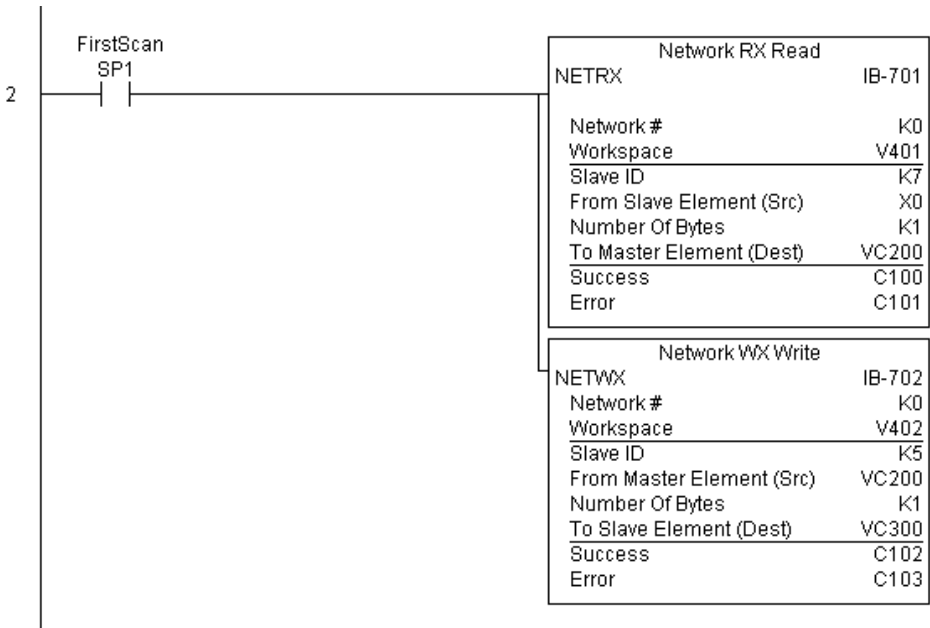 FirstScan
SP1
2
Network RX Read
NETRX IB-701
Network # K0
Workspace V401
Slave ID K7
From Slave Element (Src) X0
Number Of Bytes K1
To Master Element (Dest) VC200
Success C100
Error C101
Network WX Write
NETWX IB-702
Network # K0
Workspace V402
Slave ID K5
From Master Element (Src) VC200
Number Of Bytes K1
To Slave Element (Dest) VC300
Success C102
Error C103